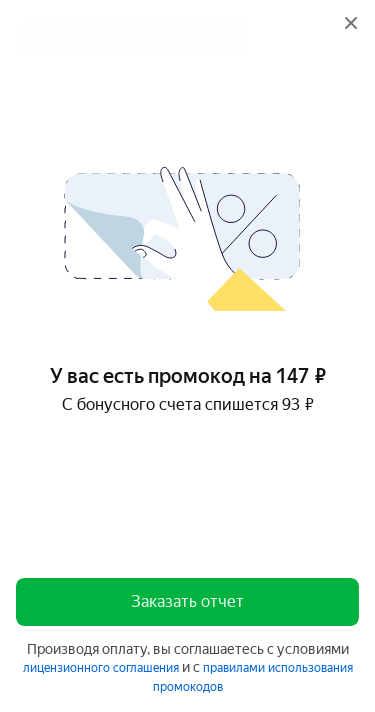 У вас есть промокод на 147 ₽
С бонусного счета спишется 93 ₽
Заказать отчет
Производя оплату, вы соглашаетесь с условиями
лицензионного соглашения и с правилами использования
промокодов